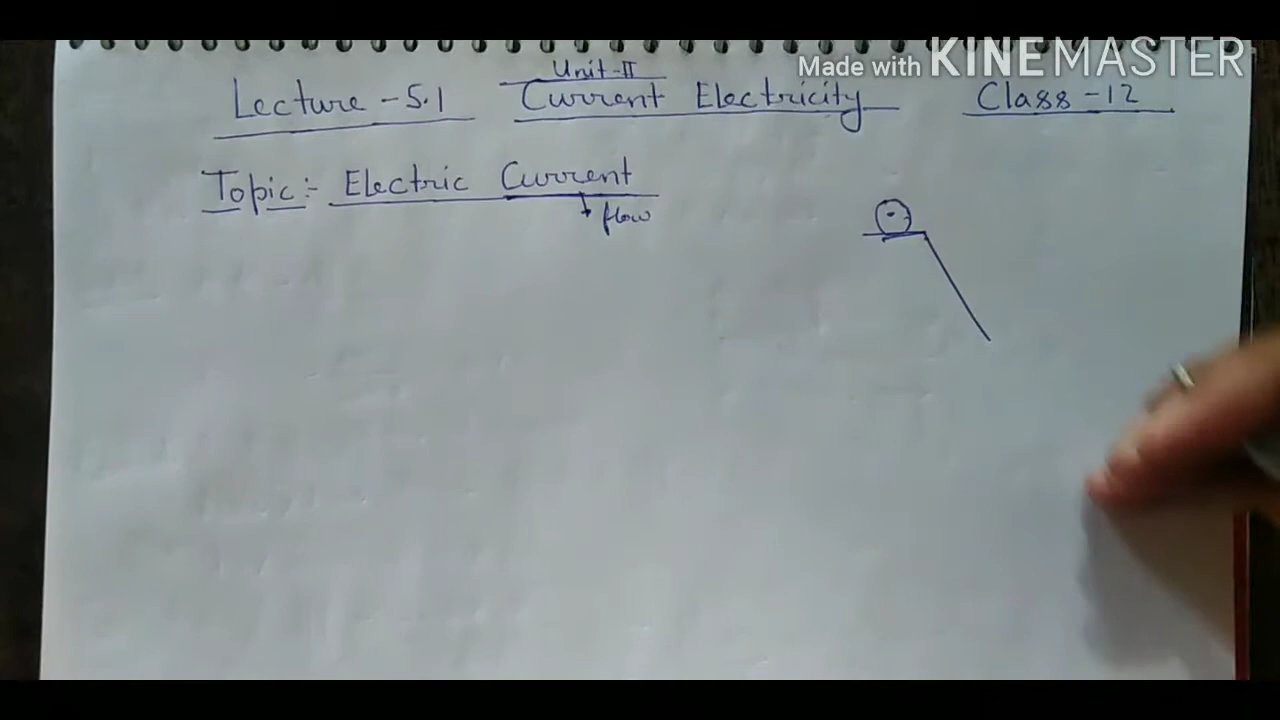 Made with KINEMASTER
Unit-II
Lecture - 5.1 Current Electricity Class - 12
Topic :- Electric Current
flow